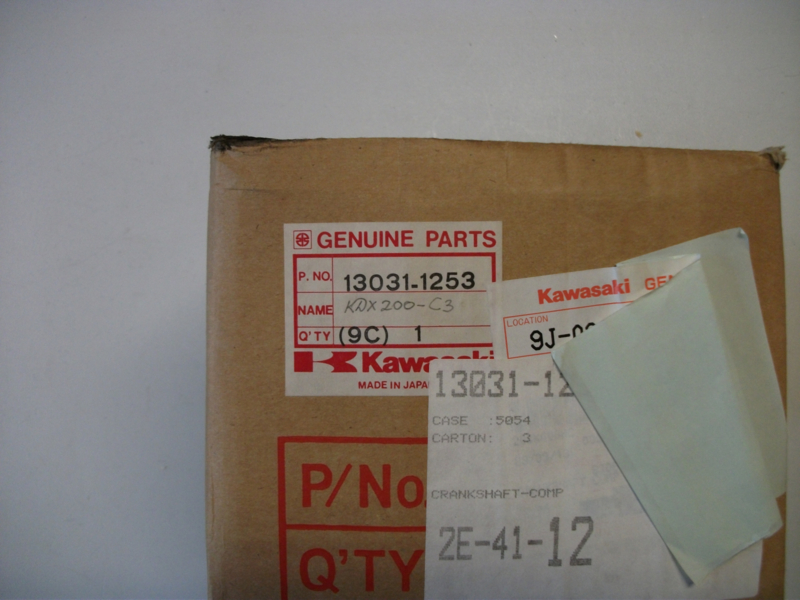 GENUINE PARTS
P. NO. 13031-1253
NAME KDX200-C3
Q'TY (9C) 1
Kawasaki
MADE IN JAPAN
Kawasaki
LOCATION
13031-12
CASE :5054
CARTON: 3
CRANKSHAFT-COMP
2E-41-12
P/No.
Q'TY